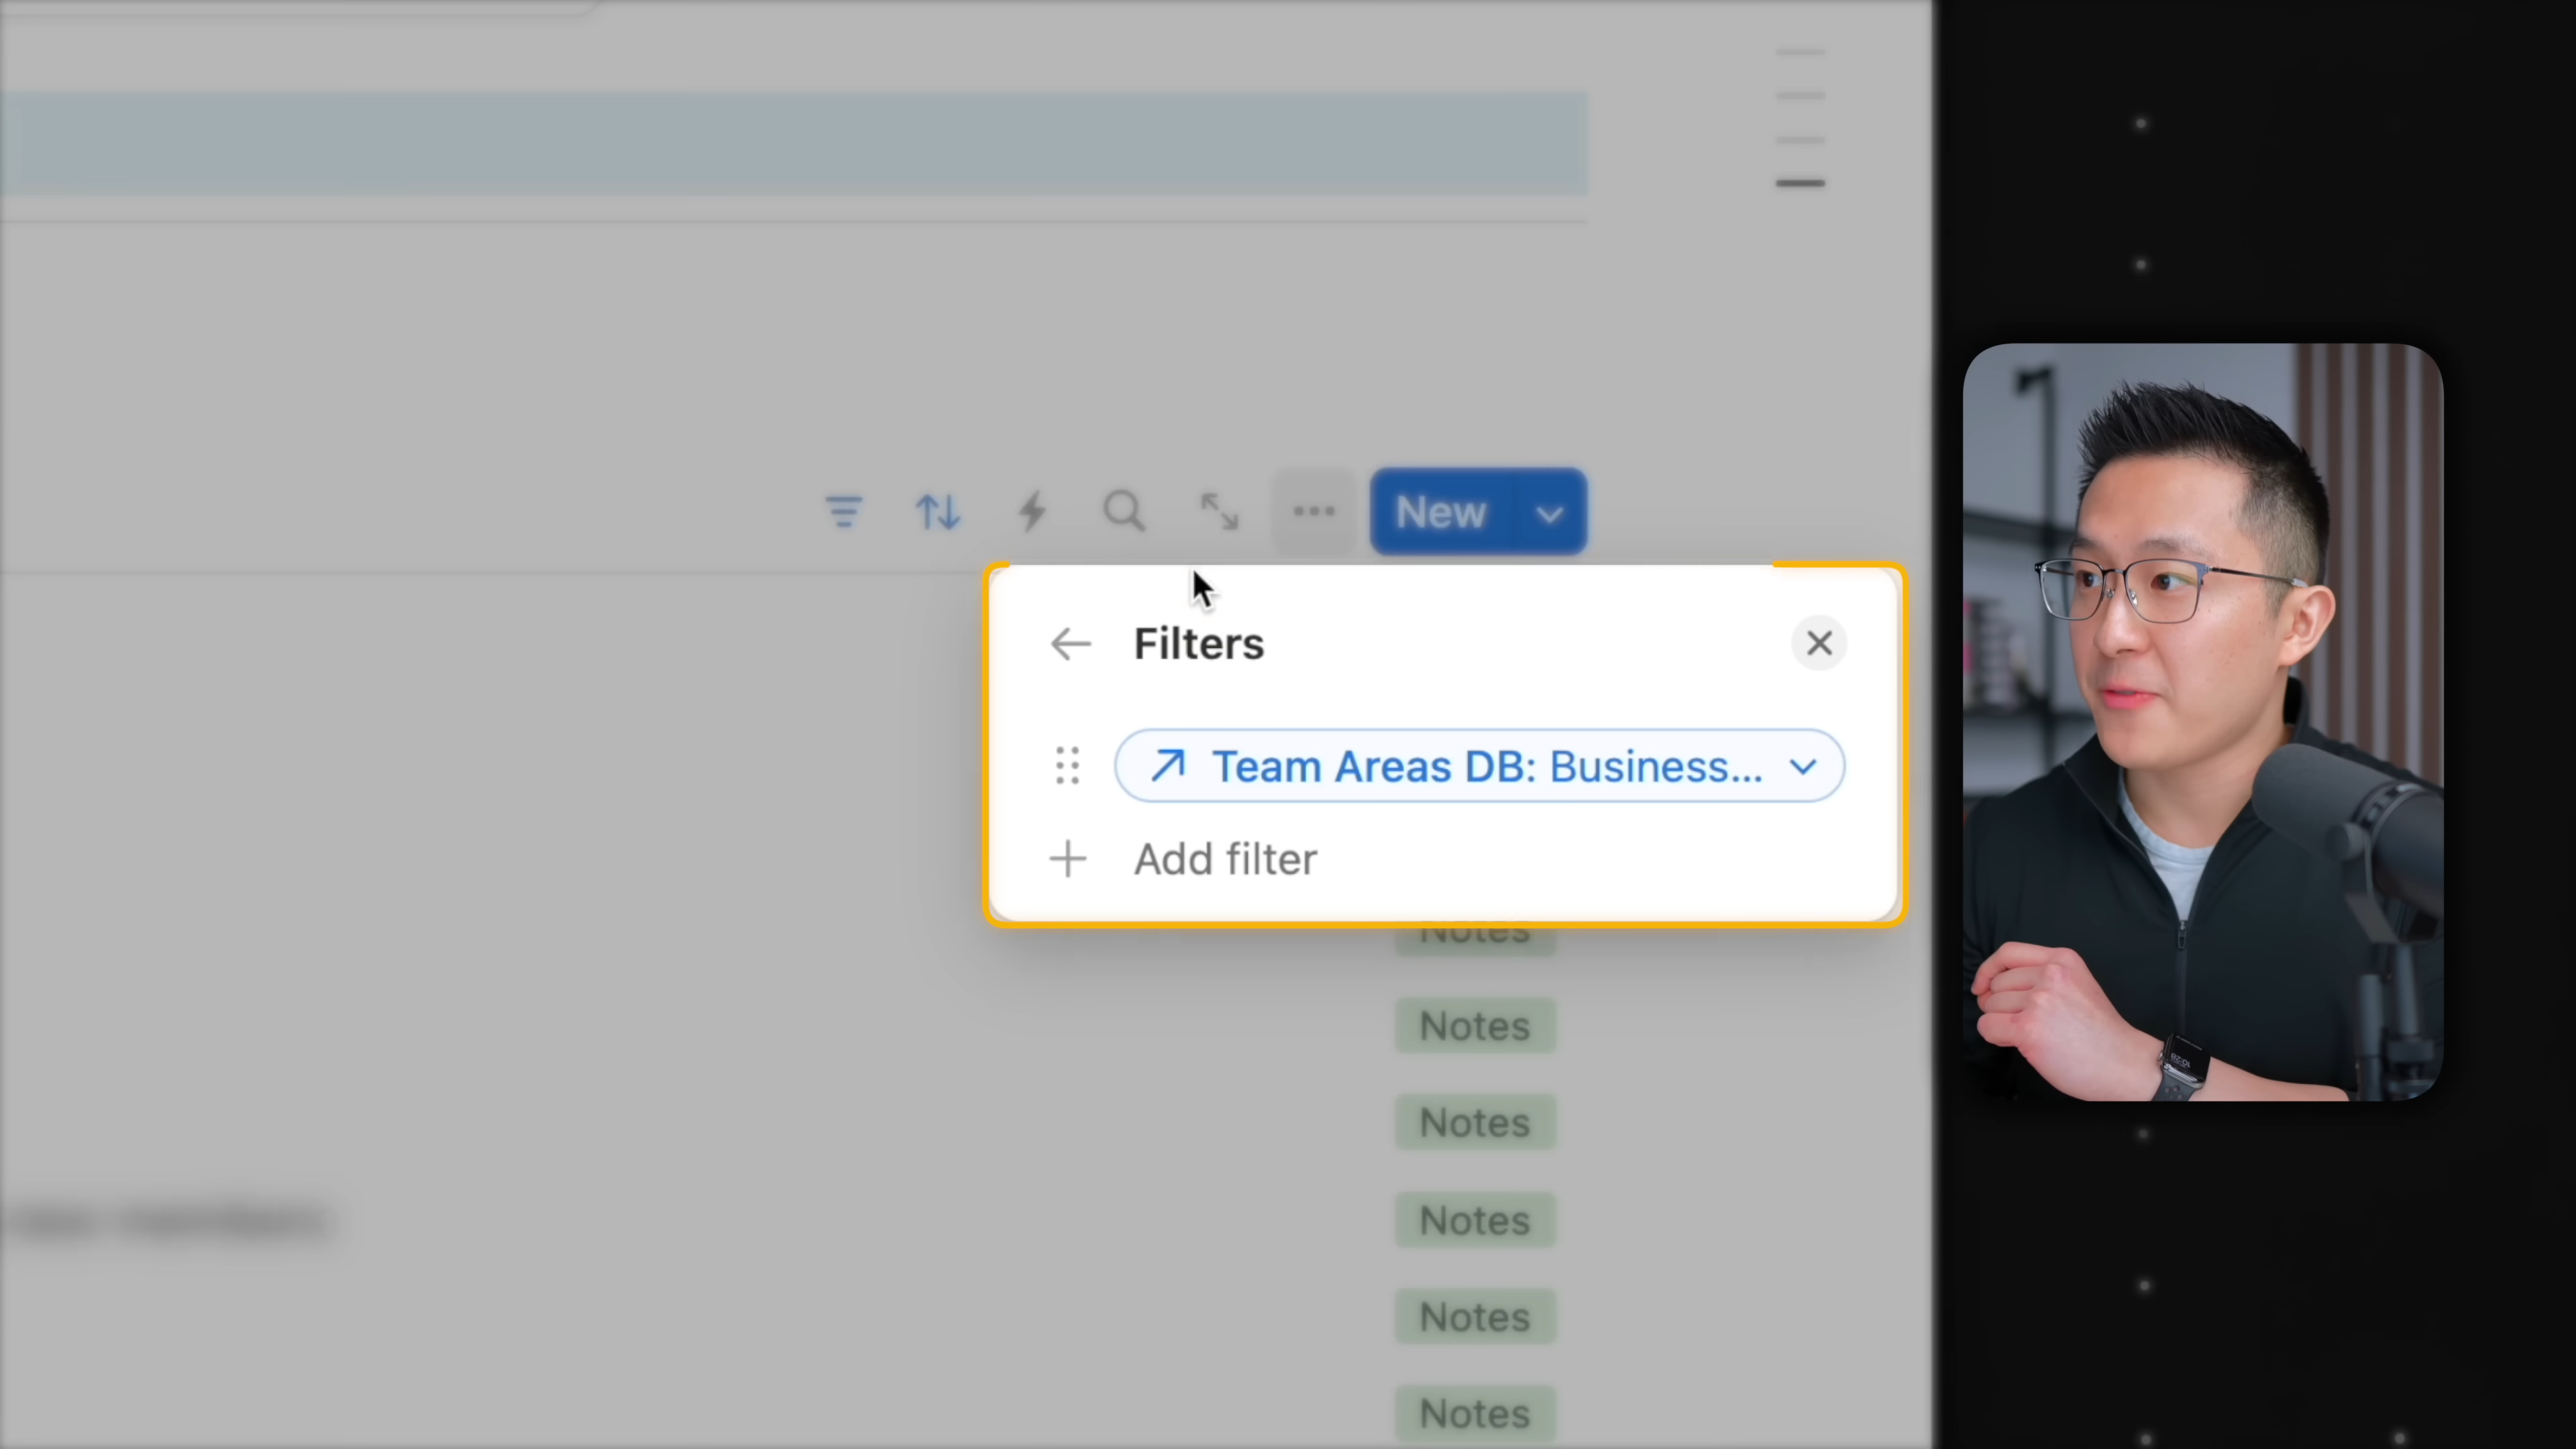 New
Filters
Team Areas DB: Business...
Add filter
Notes
Notes
Notes
Notes
Notes
Notes